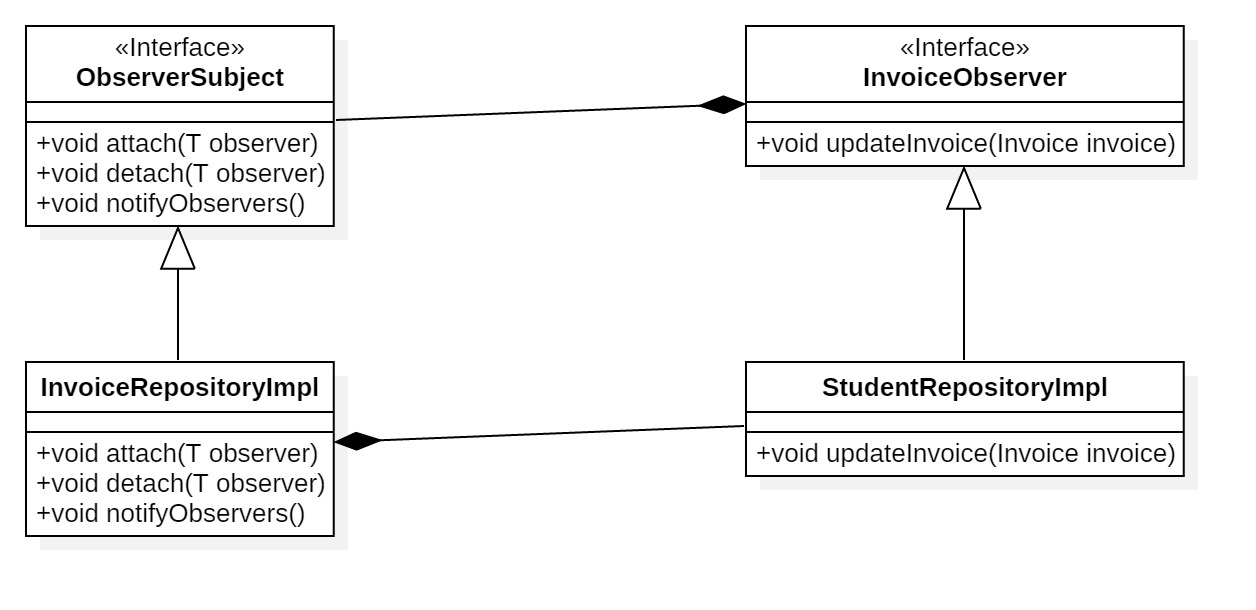 «Interface»
ObserverSubject
+void attach(T observer)
+void detach(T observer)
+void notifyObservers()
«Interface»
InvoiceObserver
+void updateInvoice(Invoice invoice)
InvoiceRepositoryImpl
+void attach(T observer)
+void detach(T observer)
+void notifyObservers()
StudentRepositoryImpl
+void updateInvoice(Invoice invoice)